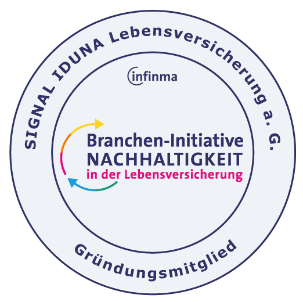 SIGNAL IDUNA Lebensversicherung a. G.
infinma
Branchen-Initiative
NACHHALTIGKEIT
in der Lebensversicherung
Gründungsmitglied